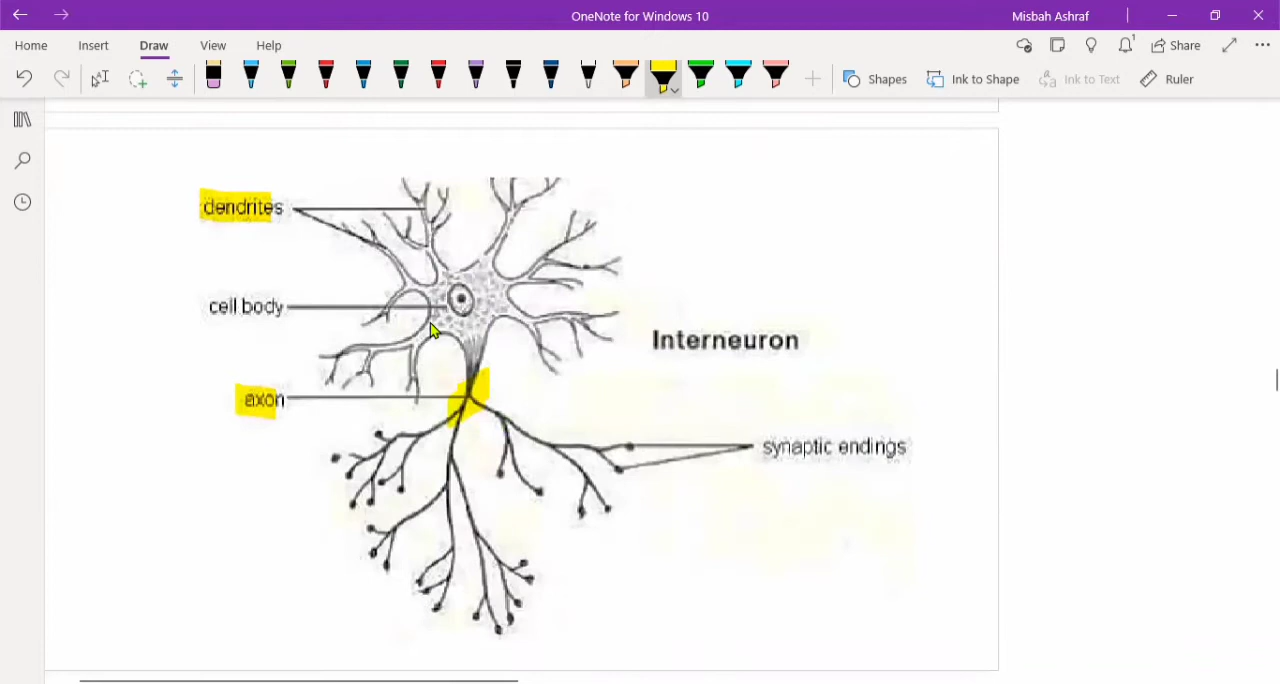 OneNote for Windows 10
Misbah Ashraf
Home Insert Draw View Help
1
Share
Shapes
Ink to Shape
Ink to Text
Ruler
dendrites
cell body
Interneuron
axon
synaptic endings